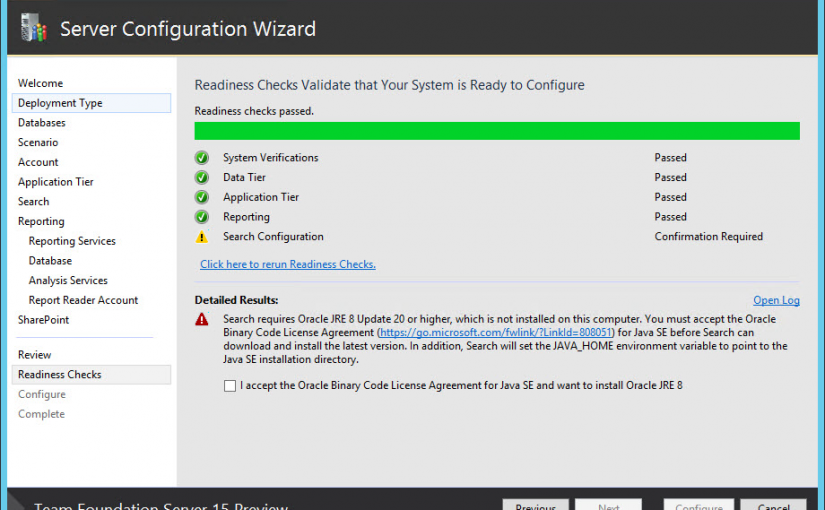 Server Configuration Wizard
Welcome
Deployment Type
Databases
Scenario
Account
Application Tier
Search
Reporting
Reporting Services
Database
Analysis Services
Report Reader Account
SharePoint
Review
Readiness Checks
Configure
Complete
Readiness Checks Validate that Your System is Ready to Configure
Readiness checks passed.
System Verifications Passed
Data Tier Passed
Application Tier Passed
Reporting Passed
Search Configuration Confirmation Required
Click here to rerun Readiness Checks.
Detailed Results: Open Log
Search requires Oracle JRE 8 Update 20 or higher, which is not installed on this computer. You must accept the Oracle
Binary Code License Agreement (https://go.microsoft.com/fwlink/?LinkId=808051) for Java SE before Search can
download and install the latest version. In addition, Search will set the JAVA_HOME environment variable to point to the
Java SE installation directory.
I accept the Oracle Binary Code License Agreement for Java SE and want to install Oracle JRE 8
Team Foundation Server 15 Preview
Previous Next Configure Cancel